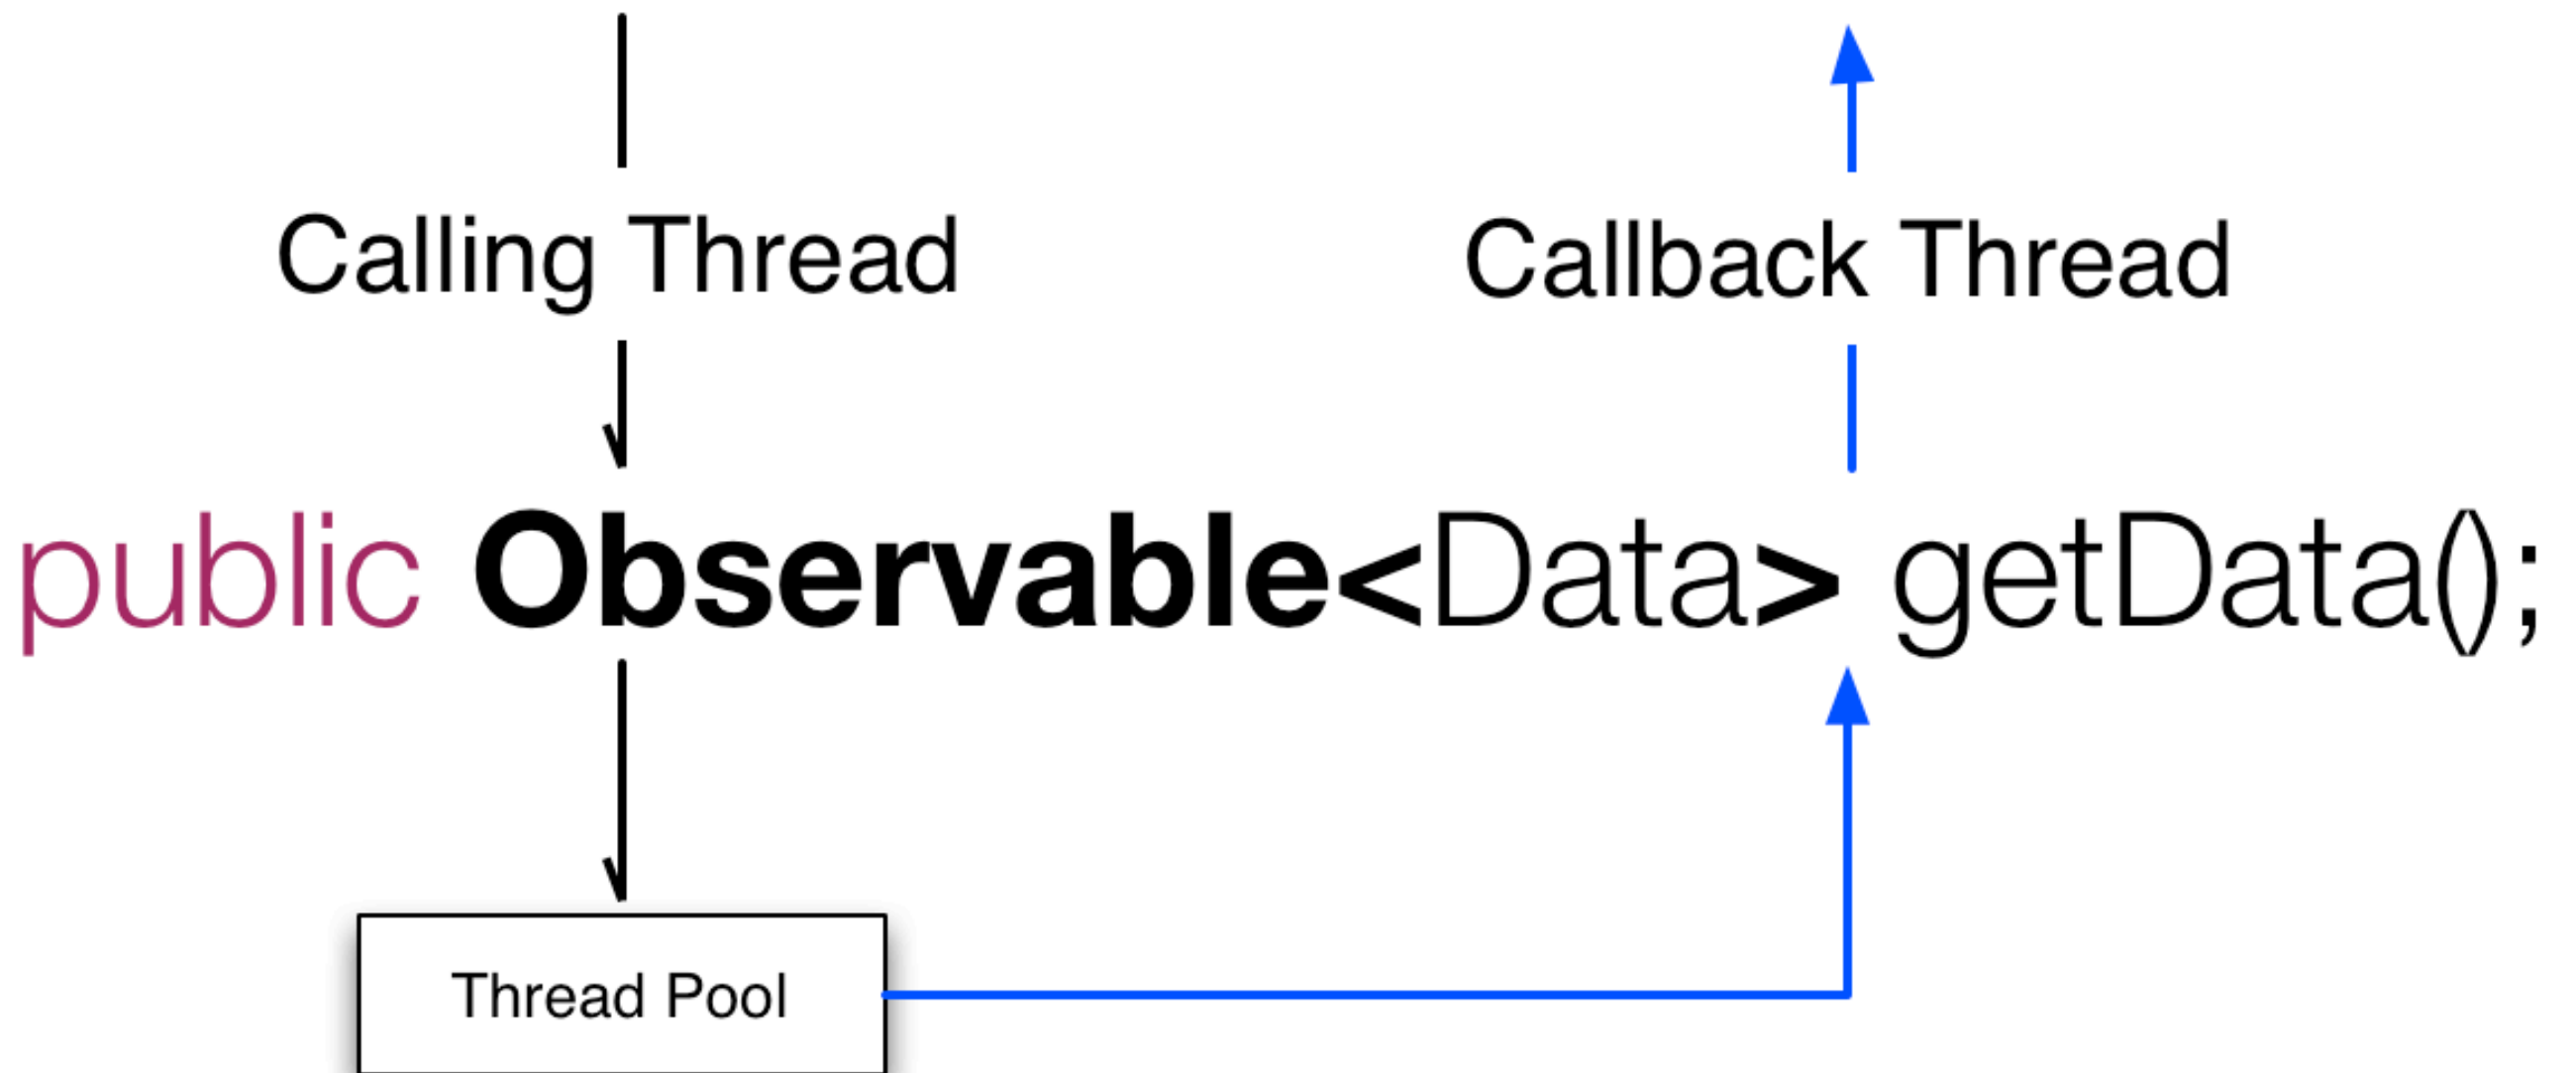 Calling Thread
Callback Thread
public Observable<Data> getData();
Thread Pool